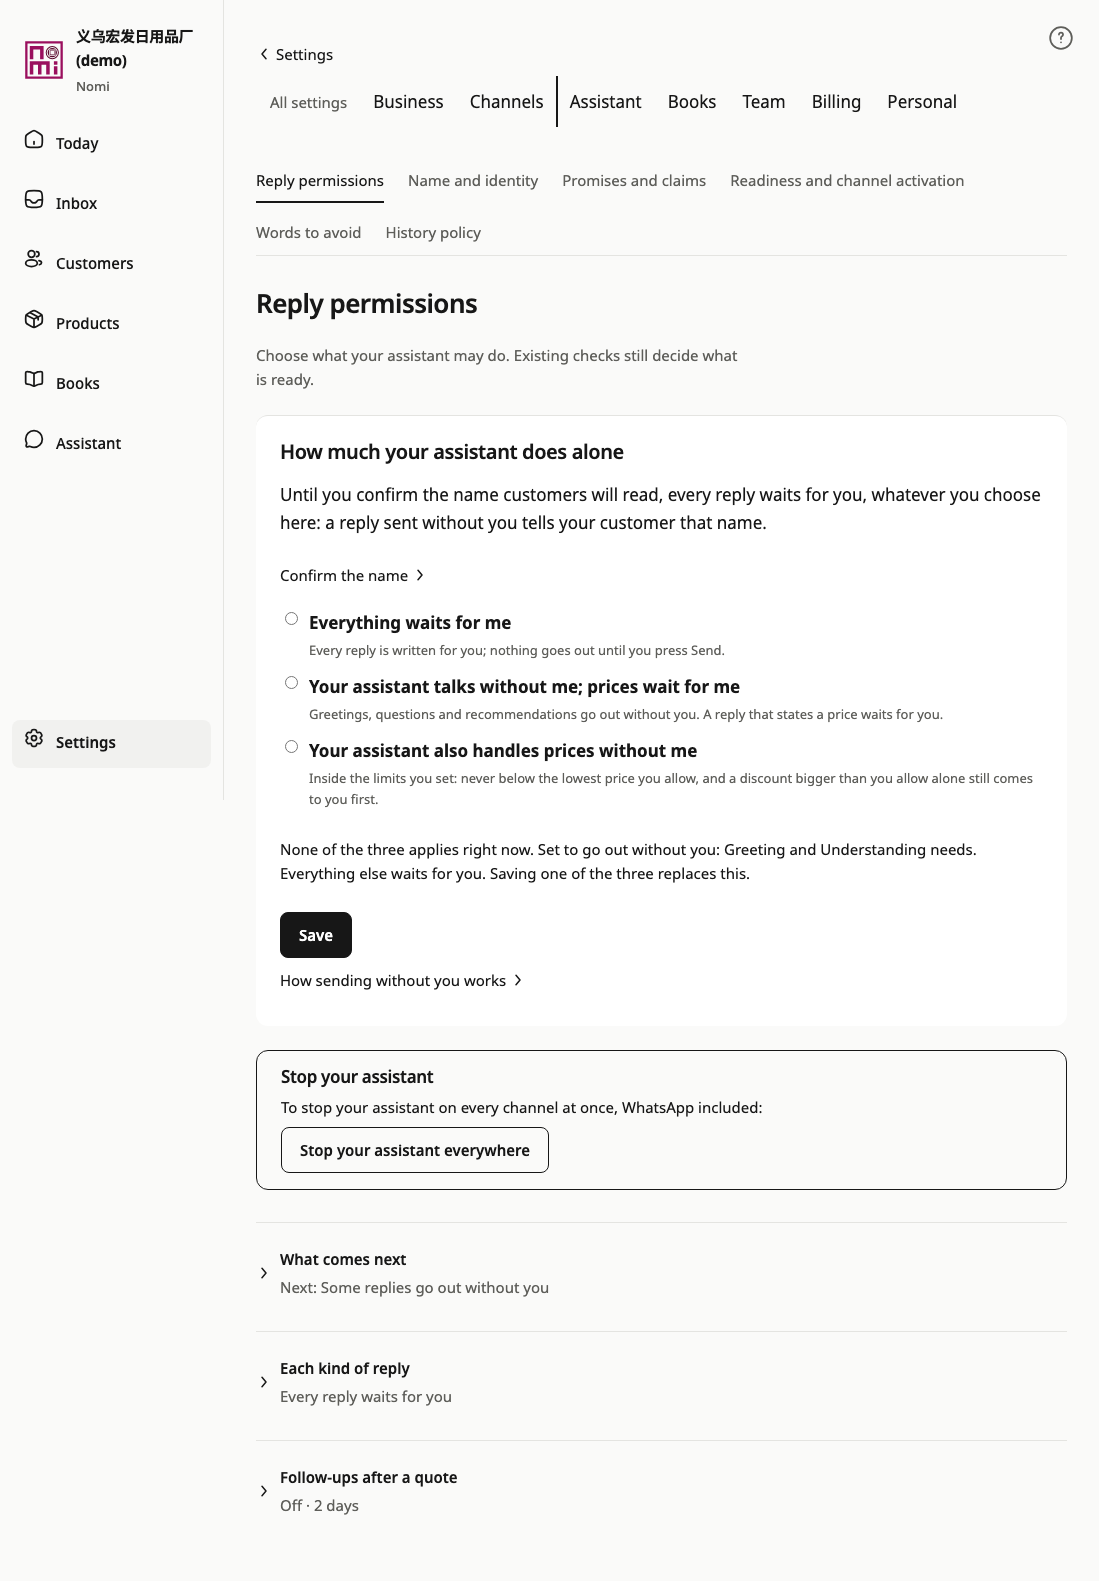 义乌宏发日用品厂
(demo)
Nomi
Today
Inbox
Customers
Products
Books
Assistant
Settings
Settings
All settings Business Channels Assistant Books Team Billing Personal
Reply permissions Name and identity Promises and claims Readiness and channel activation
Words to avoid History policy
Reply permissions
Choose what your assistant may do. Existing checks still decide what
is ready.
How much your assistant does alone
Until you confirm the name customers will read, every reply waits for you, whatever you choose
here: a reply sent without you tells your customer that name.
Confirm the name
Everything waits for me
Every reply is written for you; nothing goes out until you press Send.
Your assistant talks without me; prices wait for me
Greetings, questions and recommendations go out without you. A reply that states a price waits for you.
Your assistant also handles prices without me
Inside the limits you set: never below the lowest price you allow, and a discount bigger than you allow alone still comes
to you first.
None of the three applies right now. Set to go out without you: Greeting and Understanding needs.
Everything else waits for you. Saving one of the three replaces this.
Save
How sending without you works
Stop your assistant
To stop your assistant on every channel at once, WhatsApp included:
Stop your assistant everywhere
What comes next
Next: Some replies go out without you
Each kind of reply
Every reply waits for you
Follow-ups after a quote
Off · 2 days